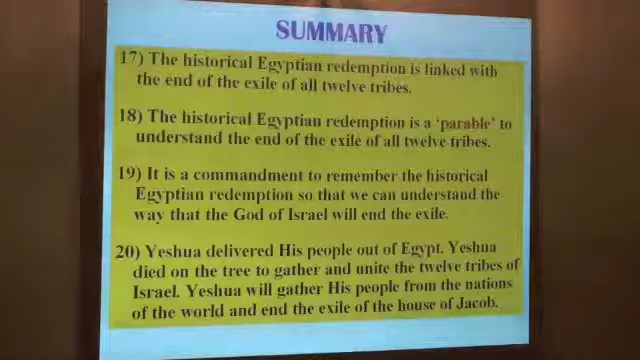 SUMMARY
17) The historical Egyptian redemption is linked with
the end of the exile of all twelve tribes.
18) The historical Egyptian redemption is a ‘parable’ to
understand the end of the exile of all twelve tribes.
19) It is a commandment to remember the historical
Egyptian redemption so that we can understand the
way that the God of Israel will end the exile.
20) Yeshua delivered His people out of Egypt. Yeshua
died on the tree to gather and unite the twelve tribes of
Israel. Yeshua will gather His people from the nations
of the world and end the exile of the house of Jacob.